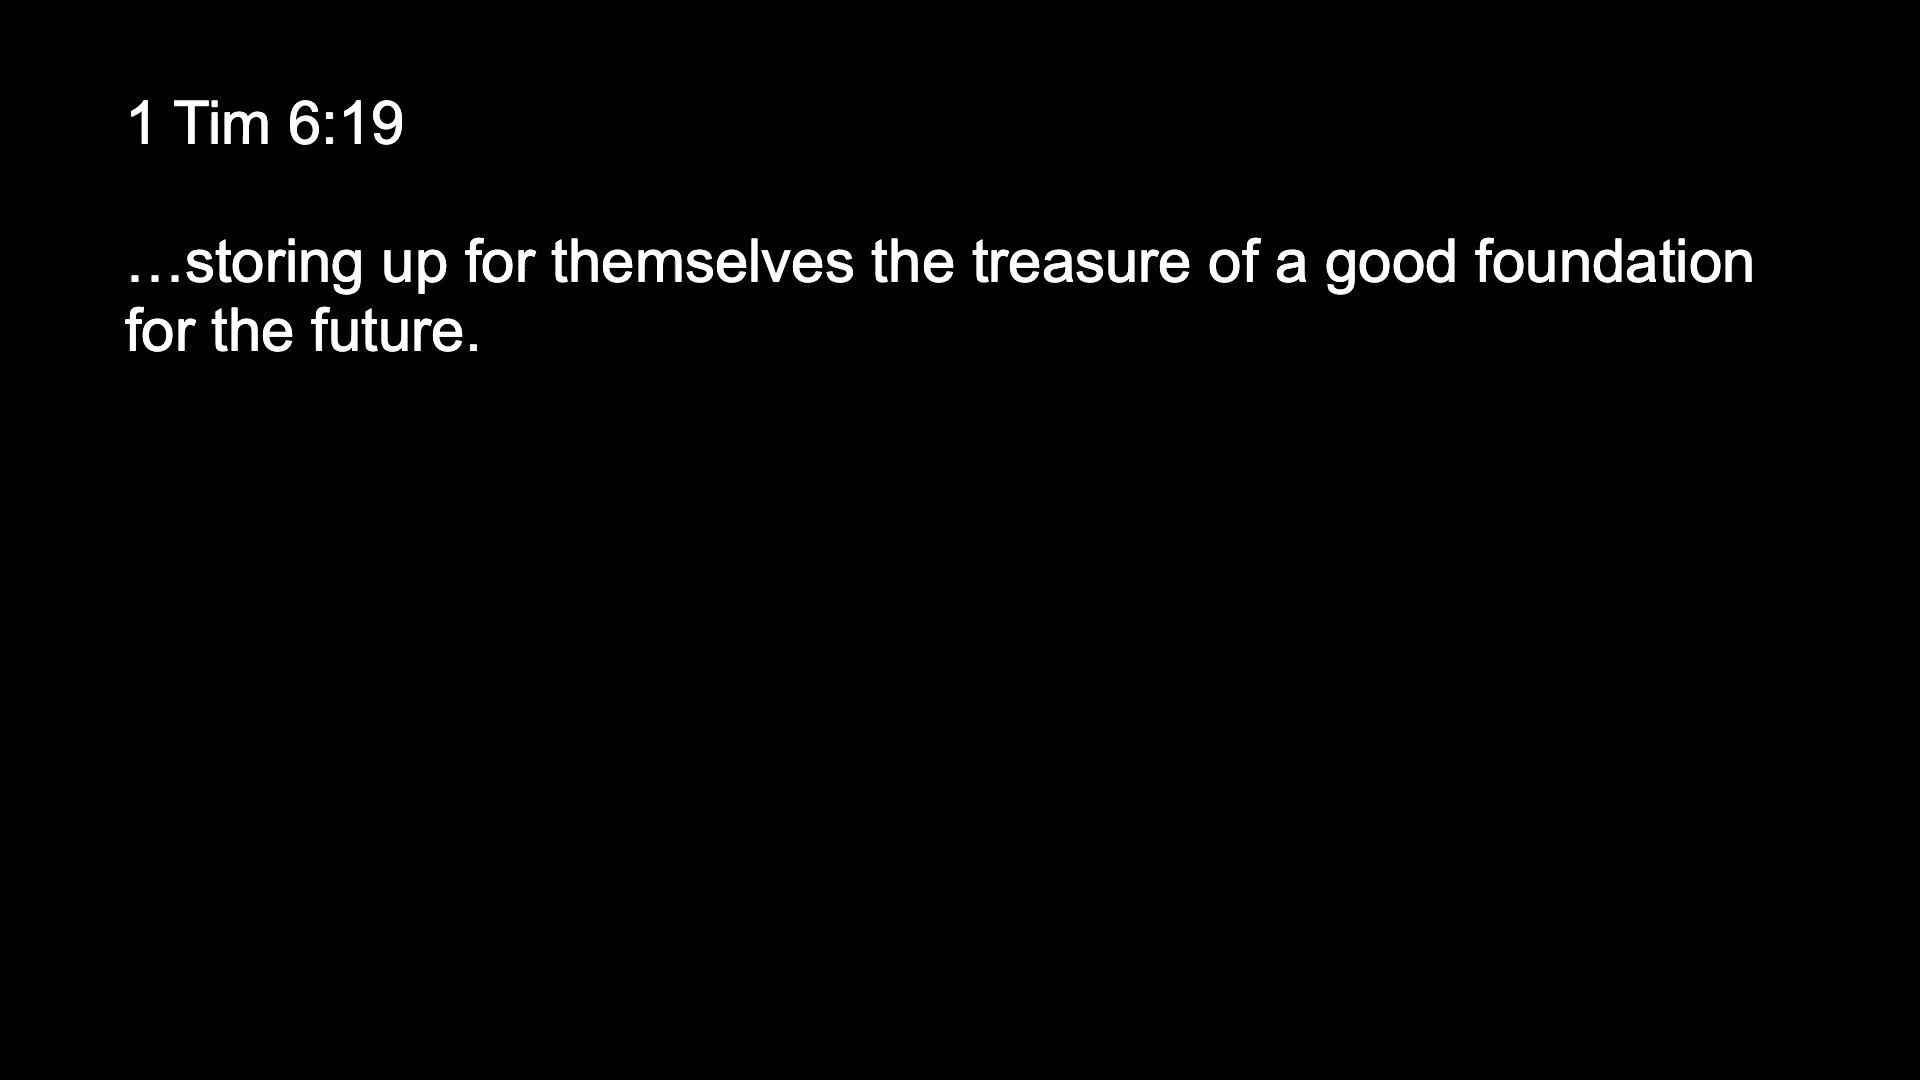 1 Tim 6:19
…storing up for themselves the treasure of a good foundation
for the future.